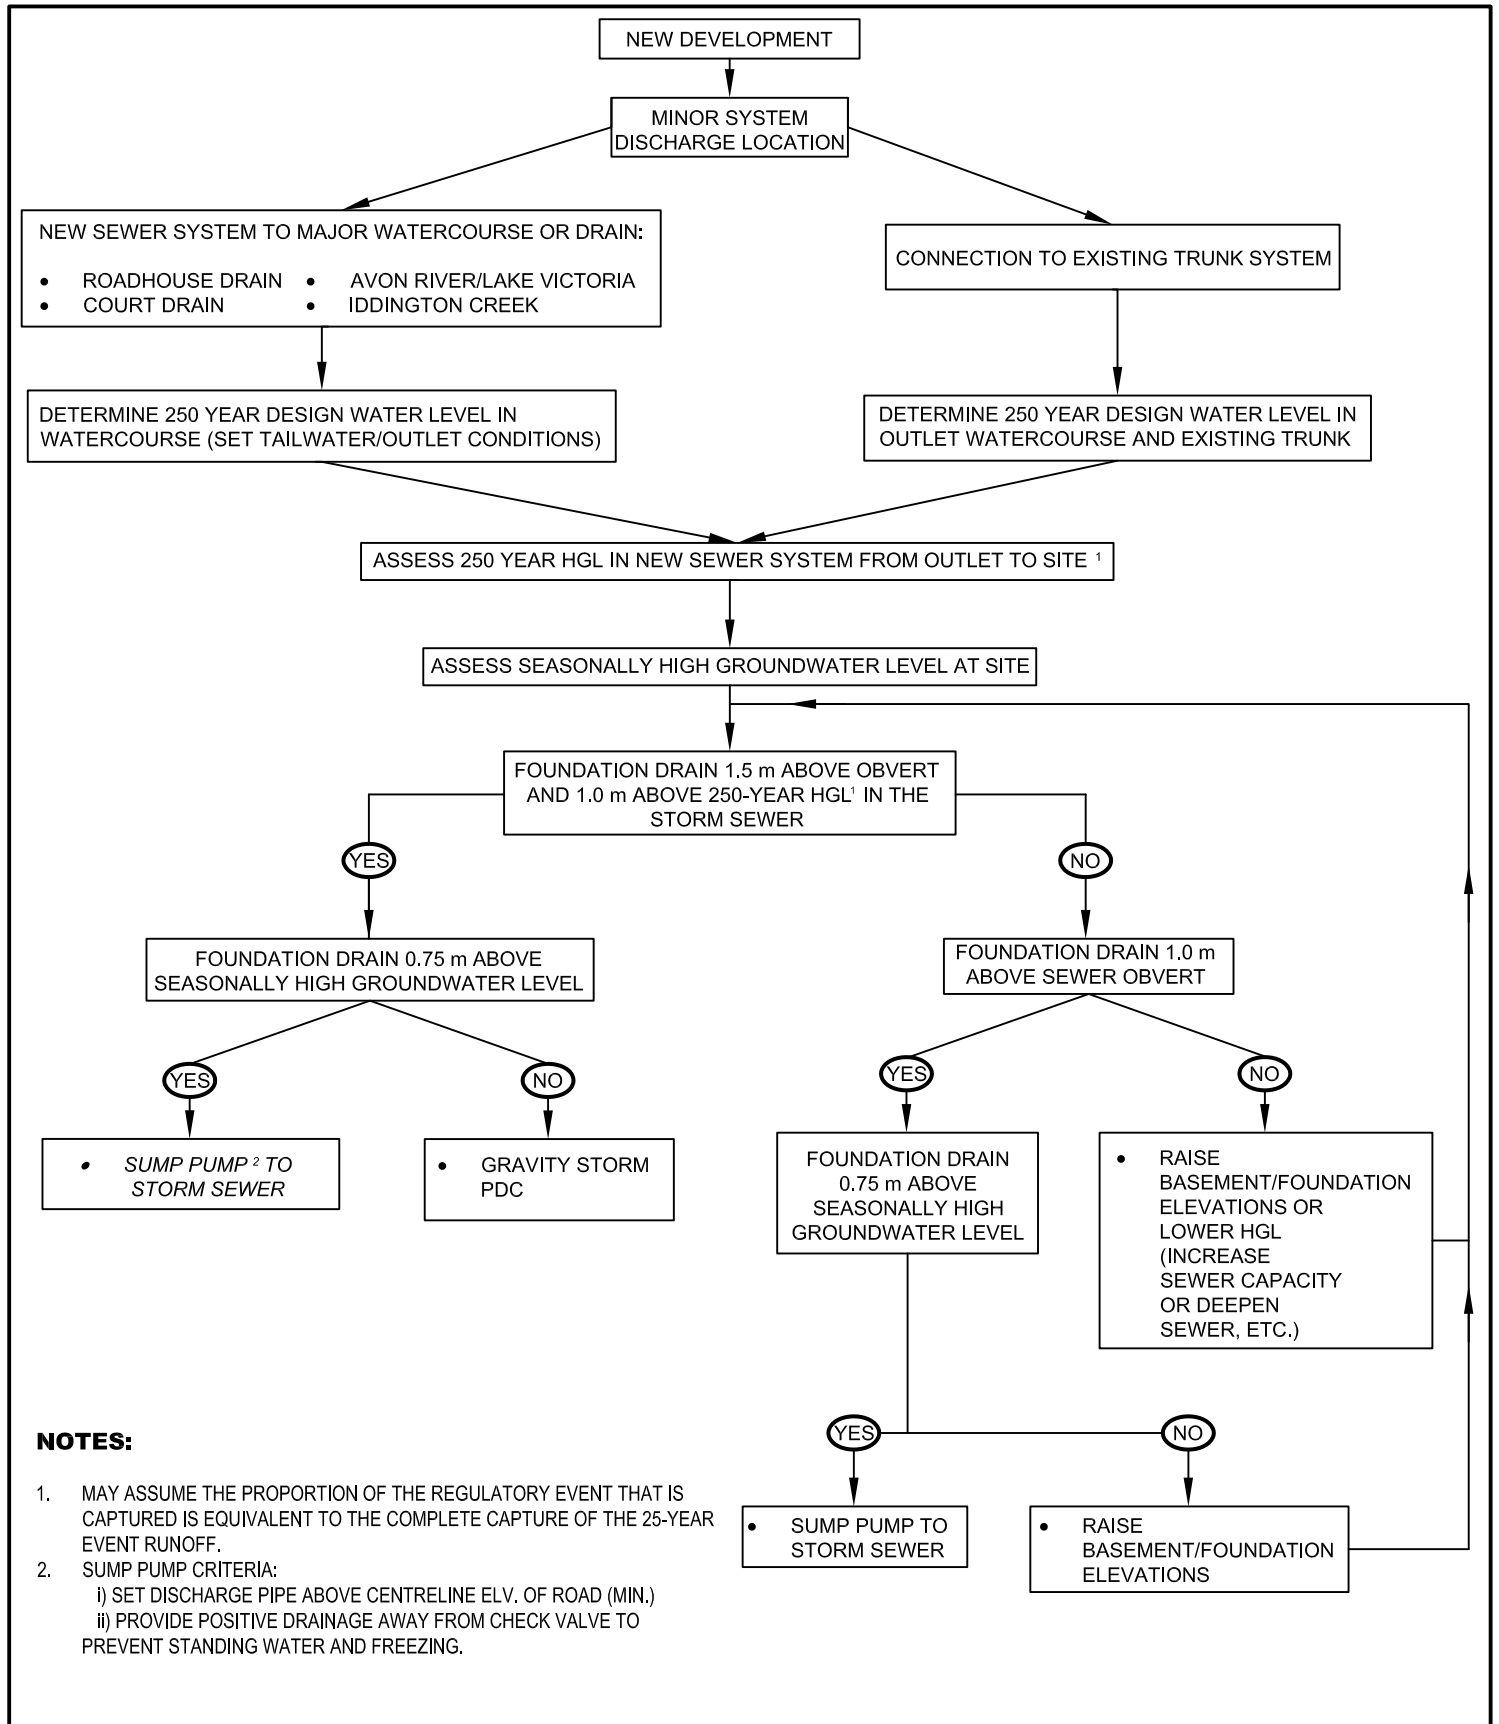 NEW DEVELOPMENT
MINOR SYSTEM
DISCHARGE LOCATION
NEW SEWER SYSTEM TO MAJOR WATERCOURSE OR DRAIN:
• ROADHOUSE DRAIN • AVON RIVER/LAKE VICTORIA
• COURT DRAIN • IDDINGTON CREEK
CONNECTION TO EXISTING TRUNK SYSTEM
DETERMINE 250 YEAR DESIGN WATER LEVEL IN
WATERCOURSE (SET TAILWATER/OUTLET CONDITIONS)
DETERMINE 250 YEAR DESIGN WATER LEVEL IN
OUTLET WATERCOURSE AND EXISTING TRUNK
ASSESS 250 YEAR HGL IN NEW SEWER SYSTEM FROM OUTLET TO SITE ¹
ASSESS SEASONALLY HIGH GROUNDWATER LEVEL AT SITE
FOUNDATION DRAIN 1.5 m ABOVE OBVERT
AND 1.0 m ABOVE 250-YEAR HGL¹ IN THE
STORM SEWER
YES
NO
FOUNDATION DRAIN 0.75 m ABOVE
SEASONALLY HIGH GROUNDWATER LEVEL
FOUNDATION DRAIN 1.0 m
ABOVE SEWER OBVERT
YES
NO
YES
NO
• SUMP PUMP ² TO
STORM SEWER
• GRAVITY STORM
PDC
FOUNDATION DRAIN
0.75 m ABOVE
SEASONALLY HIGH
GROUNDWATER LEVEL
• RAISE
BASEMENT/FOUNDATION
ELEVATIONS OR
LOWER HGL
(INCREASE
SEWER CAPACITY
OR DEEPEN
SEWER, ETC.)
YES
NO
• SUMP PUMP TO
STORM SEWER
• RAISE
BASEMENT/FOUNDATION
ELEVATIONS
NOTES:
1. MAY ASSUME THE PROPORTION OF THE REGULATORY EVENT THAT IS
CAPTURED IS EQUIVALENT TO THE COMPLETE CAPTURE OF THE 25-YEAR
EVENT RUNOFF.
2. SUMP PUMP CRITERIA:
i) SET DISCHARGE PIPE ABOVE CENTRELINE ELV. OF ROAD (MIN.)
ii) PROVIDE POSITIVE DRAINAGE AWAY FROM CHECK VALVE TO
PREVENT STANDING WATER AND FREEZING.